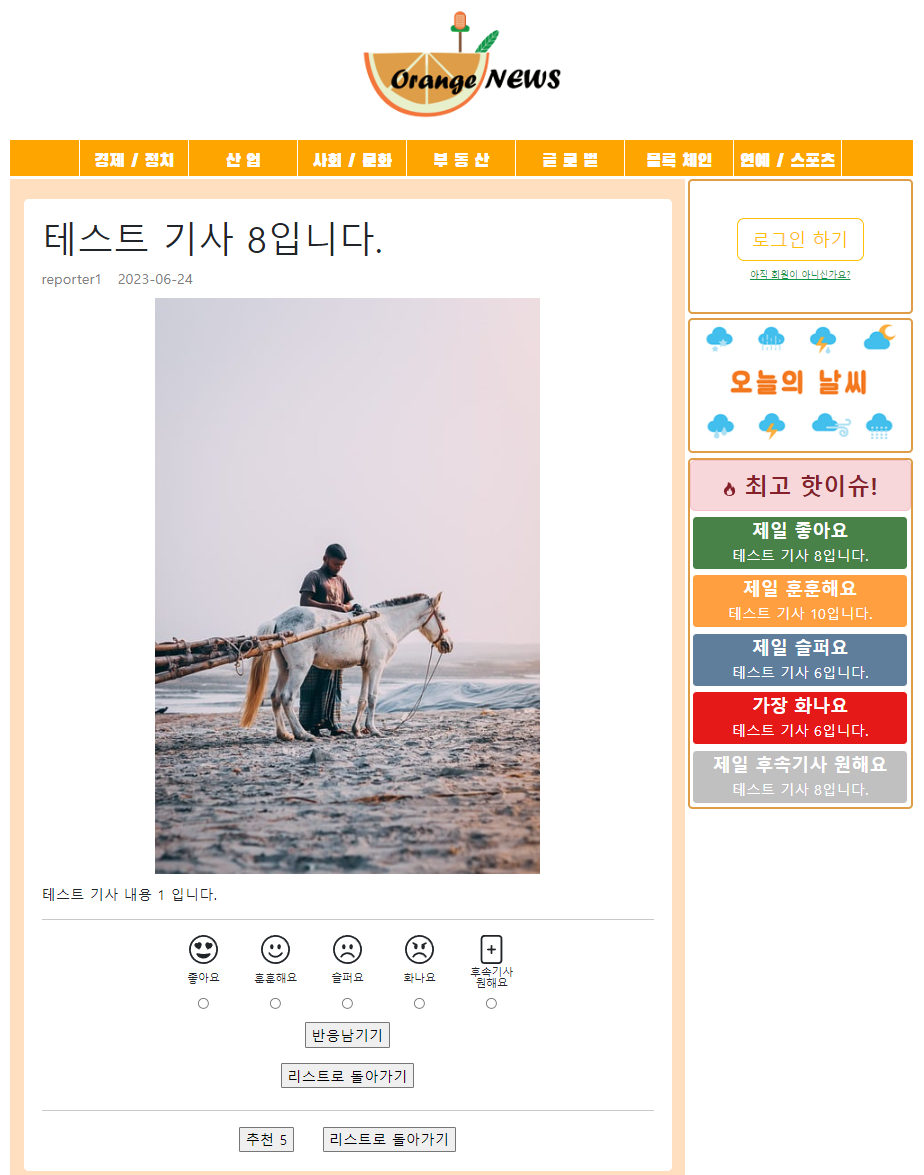 Orange NEWS
경제 / 정치
산 업
사회 / 문화
부 동 산
글 로 벌
블록 체인
연예 / 스포츠
테스트 기사 8입니다.
reporter1 2023-06-24
테스트 기사 내용 1 입니다.
좋아요
훈훈해요
슬퍼요
화나요
후속기사
원해요
반응남기기
리스트로 돌아가기
추천 5
리스트로 돌아가기
로그인 하기
아직 회원이 아니신가요?
오늘의 날씨
최고 핫이슈!
제일 좋아요
테스트 기사 8입니다.
제일 훈훈해요
테스트 기사 10입니다.
제일 슬퍼요
테스트 기사 6입니다.
가장 화나요
테스트 기사 6입니다.
제일 후속기사 원해요
테스트 기사 8입니다.